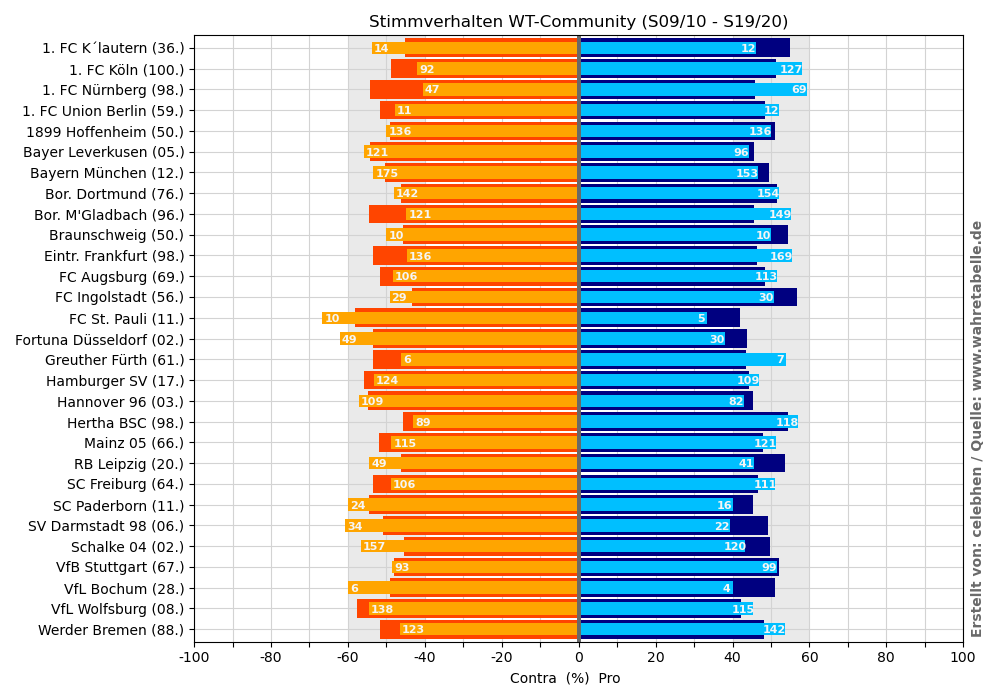 Stimmverhalten WT-Community (S09/10 - S19/20)
1. FC K´lautern (36.) 14 12
1. FC Köln (100.) 92 127
1. FC Nürnberg (98.) 47 69
1. FC Union Berlin (59.) 11 12
1899 Hoffenheim (50.) 136 136
Bayer Leverkusen (05.) 121 96
Bayern München (12.) 175 153
Bor. Dortmund (76.) 142 154
Bor. M'Gladbach (96.) 121 149
Braunschweig (50.) 10 10
Eintr. Frankfurt (98.) 136 169
FC Augsburg (69.) 106 113
FC Ingolstadt (56.) 29 30
FC St. Pauli (11.) 10 5
Fortuna Düsseldorf (02.) 49 30
Greuther Fürth (61.) 6 7
Hamburger SV (17.) 124 109
Hannover 96 (03.) 109 82
Hertha BSC (98.) 89 118
Mainz 05 (66.) 115 121
RB Leipzig (20.) 49 41
SC Freiburg (64.) 106 111
SC Paderborn (11.) 24 16
SV Darmstadt 98 (06.) 34 22
Schalke 04 (02.) 157 120
VfB Stuttgart (67.) 93 99
VfL Bochum (28.) 6 4
VfL Wolfsburg (08.) 138 115
Werder Bremen (88.) 123 142
-100 -80 -60 -40 -20 0 20 40 60 80 100
Contra (%) Pro
Erstellt von: celebhen / Quelle: www.wahretabelle.de